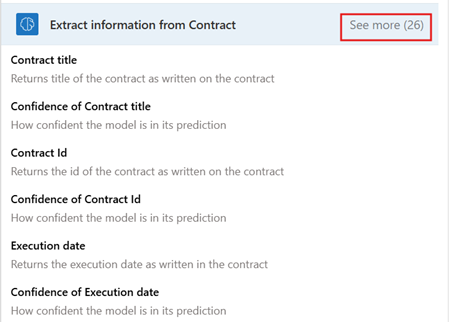 Extract information from Contract See more (26)
Contract title
Returns title of the contract as written on the contract
Confidence of Contract title
How confident the model is in its prediction
Contract Id
Returns the id of the contract as written on the contract
Confidence of Contract Id
How confident the model is in its prediction
Execution date
Returns the execution date as written in the contract
Confidence of Execution date
How confident the model is in its prediction